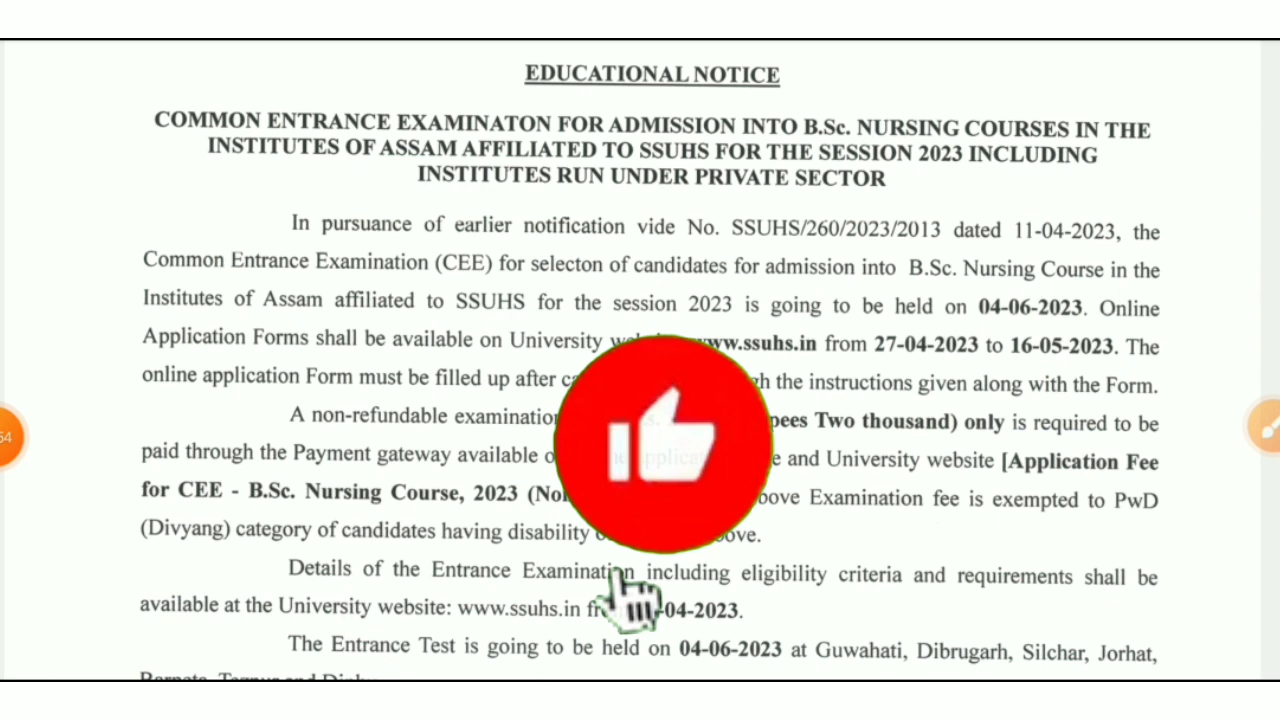 EDUCATIONAL NOTICE
COMMON ENTRANCE EXAMINATON FOR ADMISSION INTO B.Sc. NURSING COURSES IN THE
INSTITUTES OF ASSAM AFFILIATED TO SSUHS FOR THE SESSION 2023 INCLUDING
INSTITUTES RUN UNDER PRIVATE SECTOR
In pursuance of earlier notification vide No. SSUHS/260/2023/2013 dated 11-04-2023, the
Common Entrance Examination (CEE) for selecton of candidates for admission into B.Sc. Nursing Course in the
Institutes of Assam affiliated to SSUHS for the session 2023 is going to be held on 04-06-2023. Online
Application Forms shall be available on University www.ssuhs.in from 27-04-2023 to 16-05-2023. The
online application Form must be filled up after the instructions given along with the Form.
A non-refundable examination Two thousand) only is required to be
paid through the Payment gateway available and University website [Application Fee
for CEE - B.Sc. Nursing Course, 2023 Examination fee is exempted to PwD
(Divyang) category of candidates having disability
Details of the Entrance Examination including eligibility criteria and requirements shall be
available at the University website: www.ssuhs.in 04-2023.
The Entrance Test is going to be held on 04-06-2023 at Guwahati, Dibrugarh, Silchar, Jorhat,
54